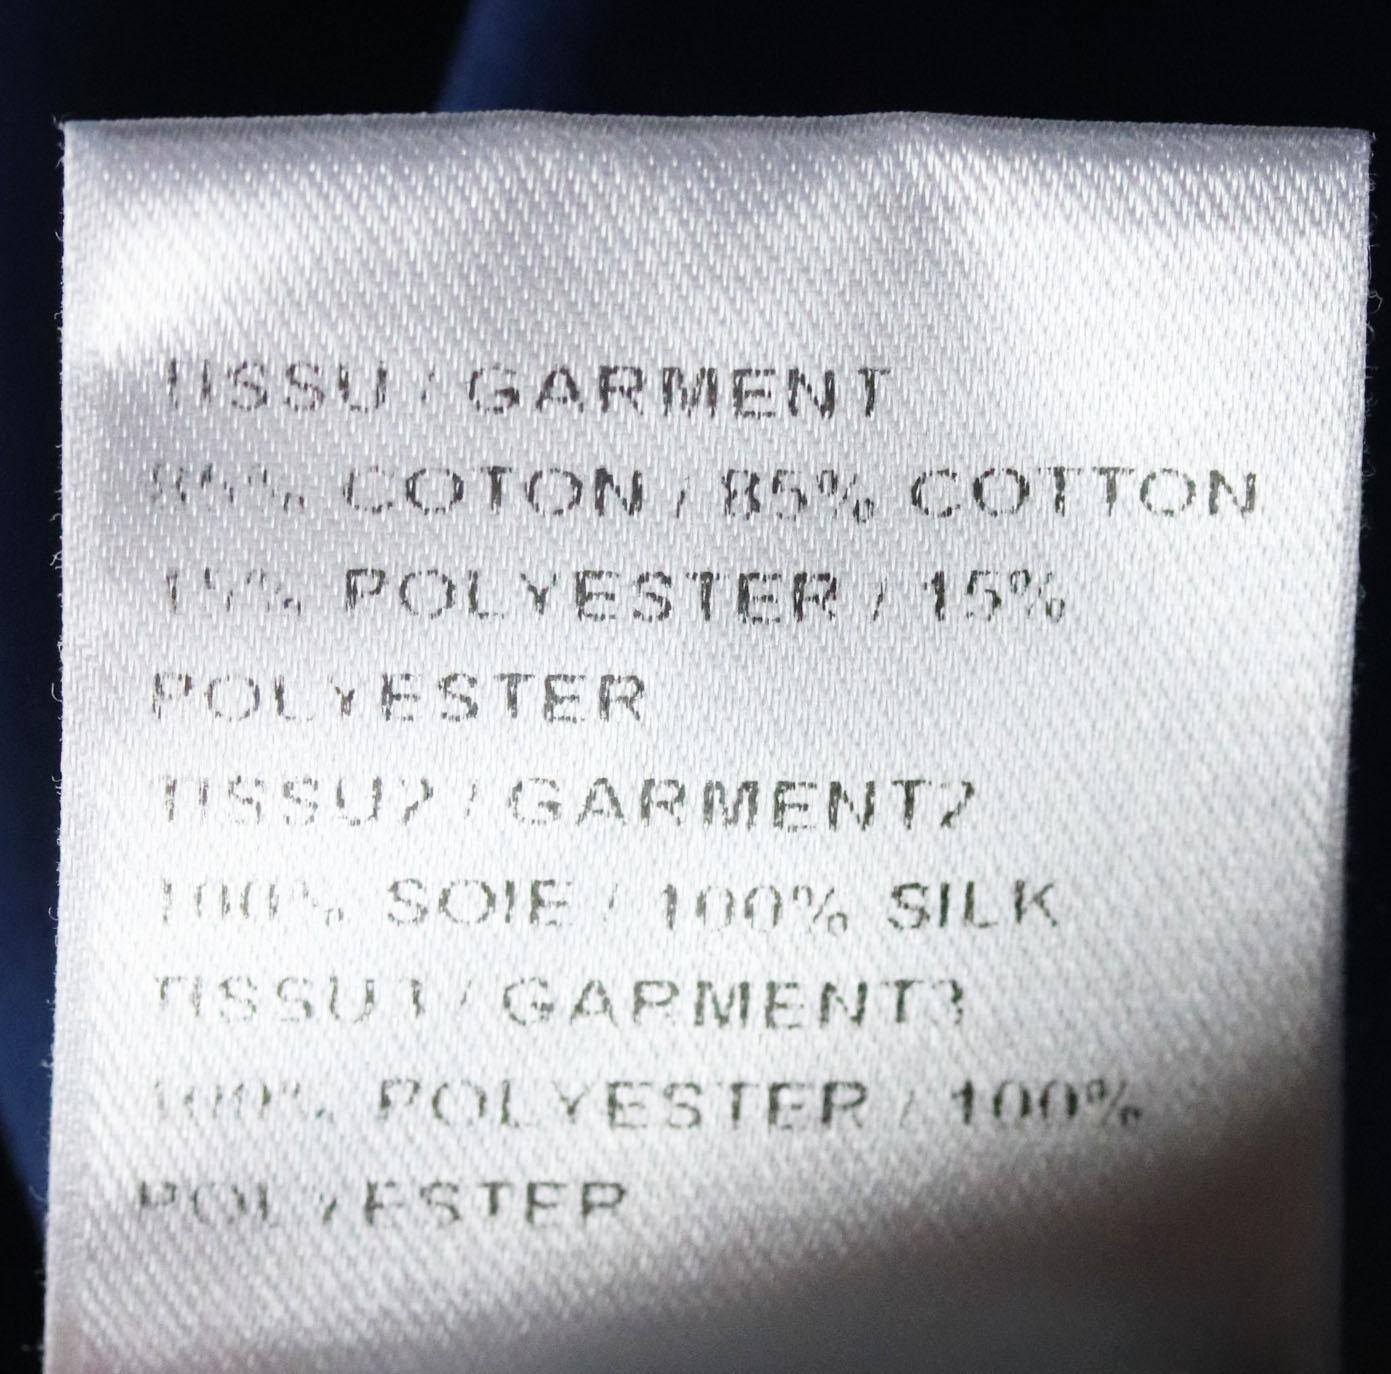 TISSU / GARMENT
85% COTON / 85% COTTON
15% POLYESTER / 15%
POLYESTER
TISSU2 / GARMENT2
100% SOIE / 100% SILK
TISSU3 / GARMENT3
100% POLYESTER / 100%
POLYESTER